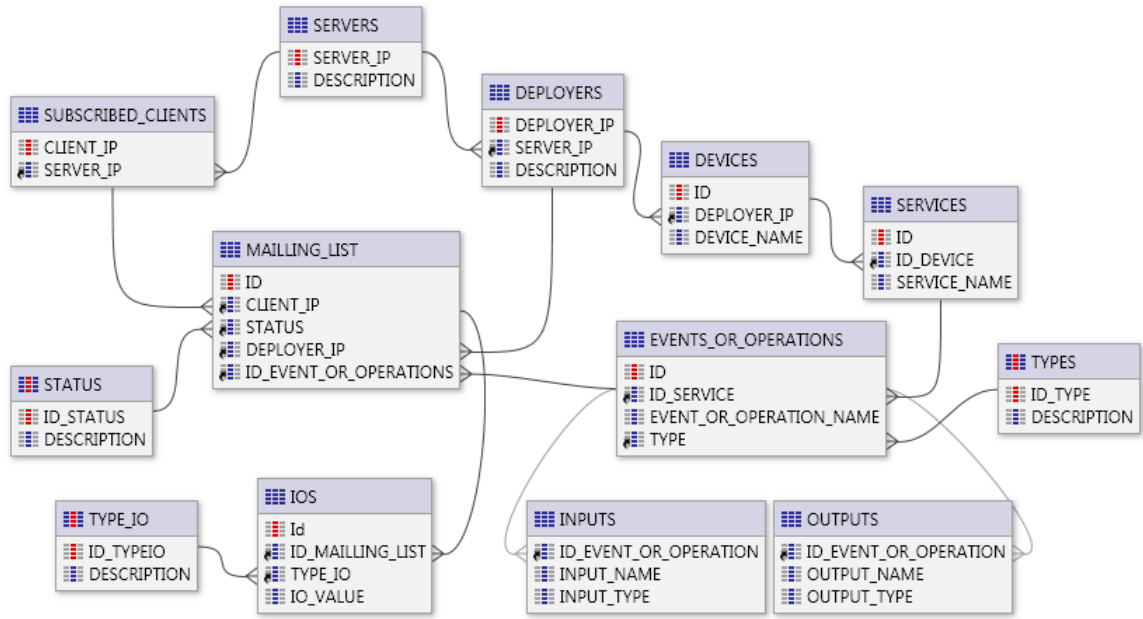 SERVERS
SERVER_IP
DESCRIPTION
SUBSCRIBED_CLIENTS
CLIENT_IP
SERVER_IP
DEPLOYERS
DEPLOYER_IP
SERVER_IP
DESCRIPTION
DEVICES
ID
DEPLOYER_IP
DEVICE_NAME
SERVICES
ID
ID_DEVICE
SERVICE_NAME
MAILLING_LIST
ID
CLIENT_IP
STATUS
DEPLOYER_IP
ID_EVENT_OR_OPERATIONS
EVENTS_OR_OPERATIONS
ID
ID_SERVICE
EVENT_OR_OPERATION_NAME
TYPE
TYPES
ID_TYPE
DESCRIPTION
STATUS
ID_STATUS
DESCRIPTION
TYPE_IO
ID_TYPEIO
DESCRIPTION
IOS
Id
ID_MAILLING_LIST
TYPE_IO
IO_VALUE
INPUTS
ID_EVENT_OR_OPERATION
INPUT_NAME
INPUT_TYPE
OUTPUTS
ID_EVENT_OR_OPERATION
OUTPUT_NAME
OUTPUT_TYPE